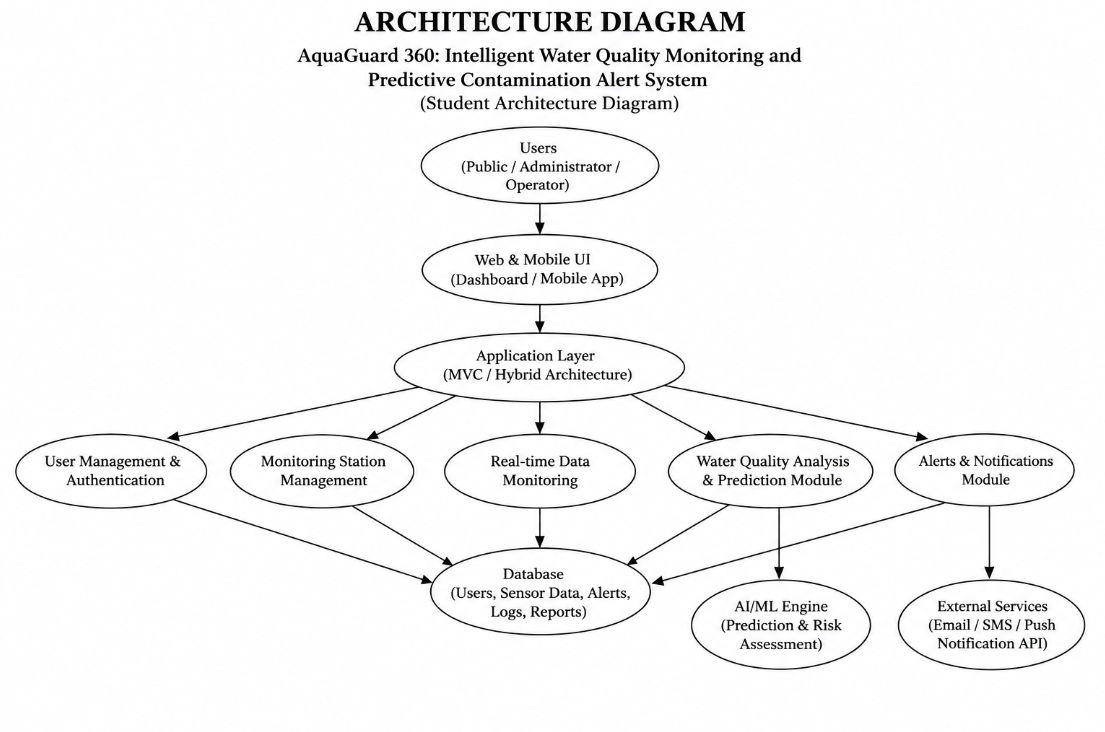 ARCHITECTURE DIAGRAM
AquaGuard 360: Intelligent Water Quality Monitoring and
Predictive Contamination Alert System
(Student Architecture Diagram)
Users
(Public / Administrator /
Operator)
Web & Mobile UI
(Dashboard / Mobile App)
Application Layer
(MVC / Hybrid Architecture)
User Management &
Authentication
Monitoring Station
Management
Real-time Data
Monitoring
Water Quality Analysis
& Prediction Module
Alerts & Notifications
Module
Database
(Users, Sensor Data, Alerts,
Logs, Reports)
AI/ML Engine
(Prediction & Risk
Assessment)
External Services
(Email / SMS / Push
Notification API)